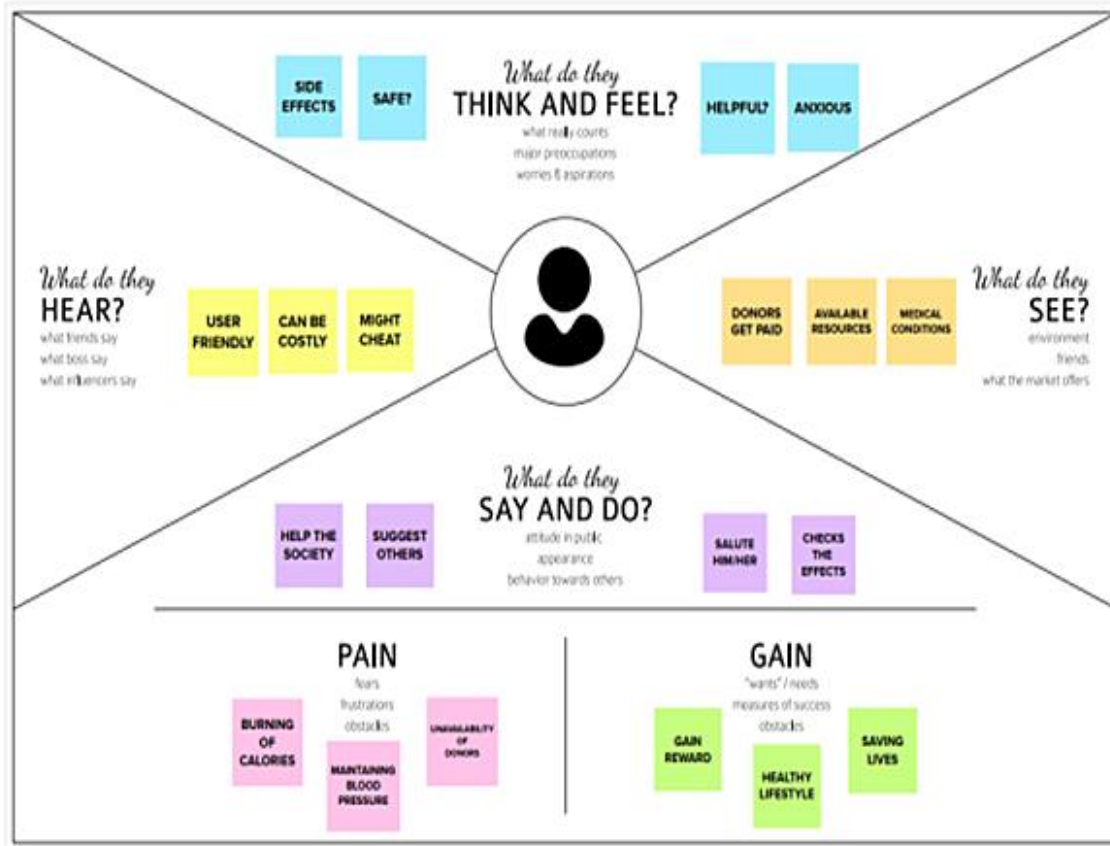 What do they
THINK AND FEEL?
what really counts
major preoccupations
worries & aspirations
SIDE
EFFECTS
SAFE?
HELPFUL?
ANXIOUS
What do they
HEAR?
what friends say
what boss say
what influencers say
USER
FRIENDLY
CAN BE
COSTLY
MIGHT
CHEAT
DONORS
GET PAID
AVAILABLE
RESOURCES
MEDICAL
CONDITIONS
What do they
SEE?
environment
friends
what the market offers
What do they
SAY AND DO?
attitude in public
appearance
behavior towards others
HELP THE
SOCIETY
SUGGEST
OTHERS
SALUTE
HIM/HER
CHECKS
THE
EFFECTS
PAIN
fears
frustrations
obstacles
BURNING
OF
CALORIES
MAINTAINING
BLOOD
PRESSURE
UNAVAILABILITY
OF
DONORS
GAIN
"wants" / needs
measures of success
obstacles
GAIN
REWARD
HEALTHY
LIFESTYLE
SAVING
LIVES